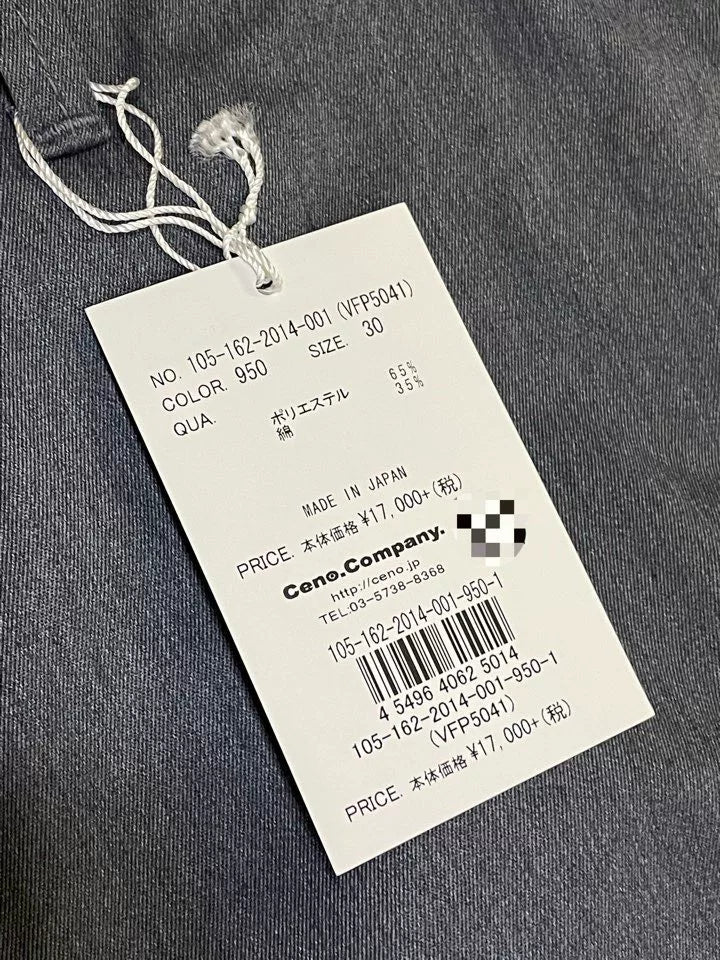 NO. 105-162-2014-001 (VFP5041)
COLOR. 950 SIZE. 30
QUA. ポリエステル 65%
綿 35%
MADE IN JAPAN
PRICE. 本体価格 ¥17,000+(税)
Ceno.Company.
http://ceno.jp
TEL:03-5738-8368
105-162-2014-001-950-1
4 54964 4062 5014
105-162-2014-001-950-1
(VFP5041)
PRICE. 本体価格 ¥17,000+(税)